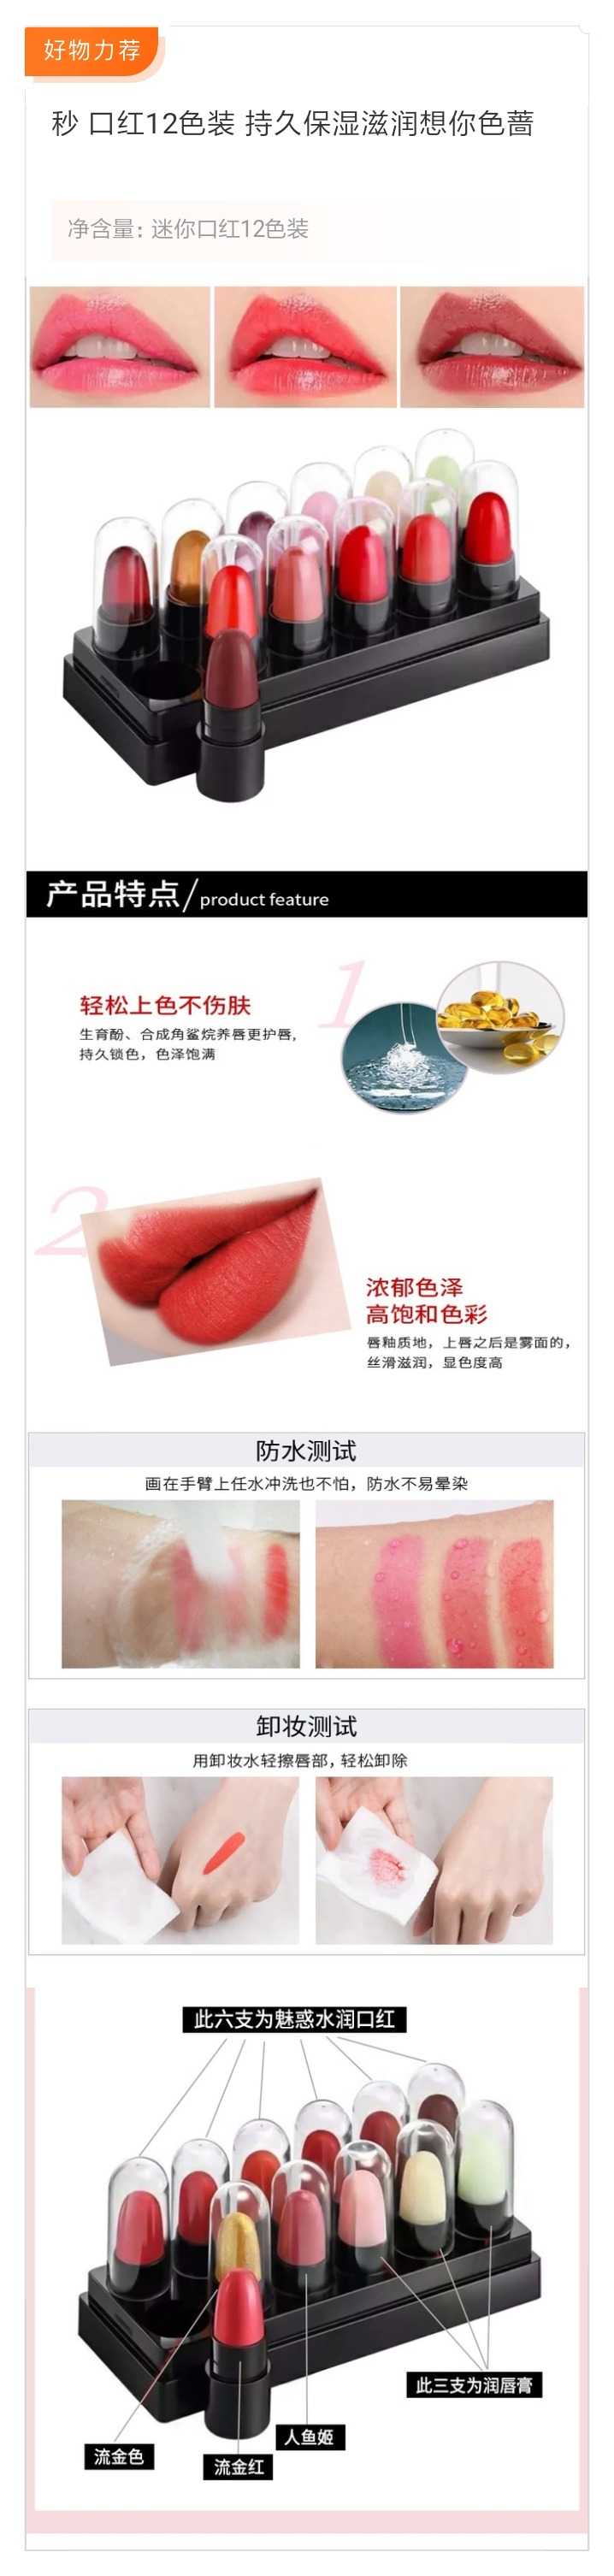 好物力荐
秒 口红12色装 持久保湿滋润想你色蔷
净含量: 迷你口红12色装
产品特点/product feature
1
轻松上色不伤肤
生育酚、合成角鲨烷养唇更护唇,
持久锁色，色泽饱满
2
浓郁色泽
高饱和色彩
唇釉质地，上唇之后是雾面的，
丝滑滋润，显色度高
防水测试
画在手臂上任水冲洗也不怕，防水不易晕染
卸妆测试
用卸妆水轻擦唇部，轻松卸除
此六支为魅惑水润口红
此三支为润唇膏
人鱼姬
流金色
流金红